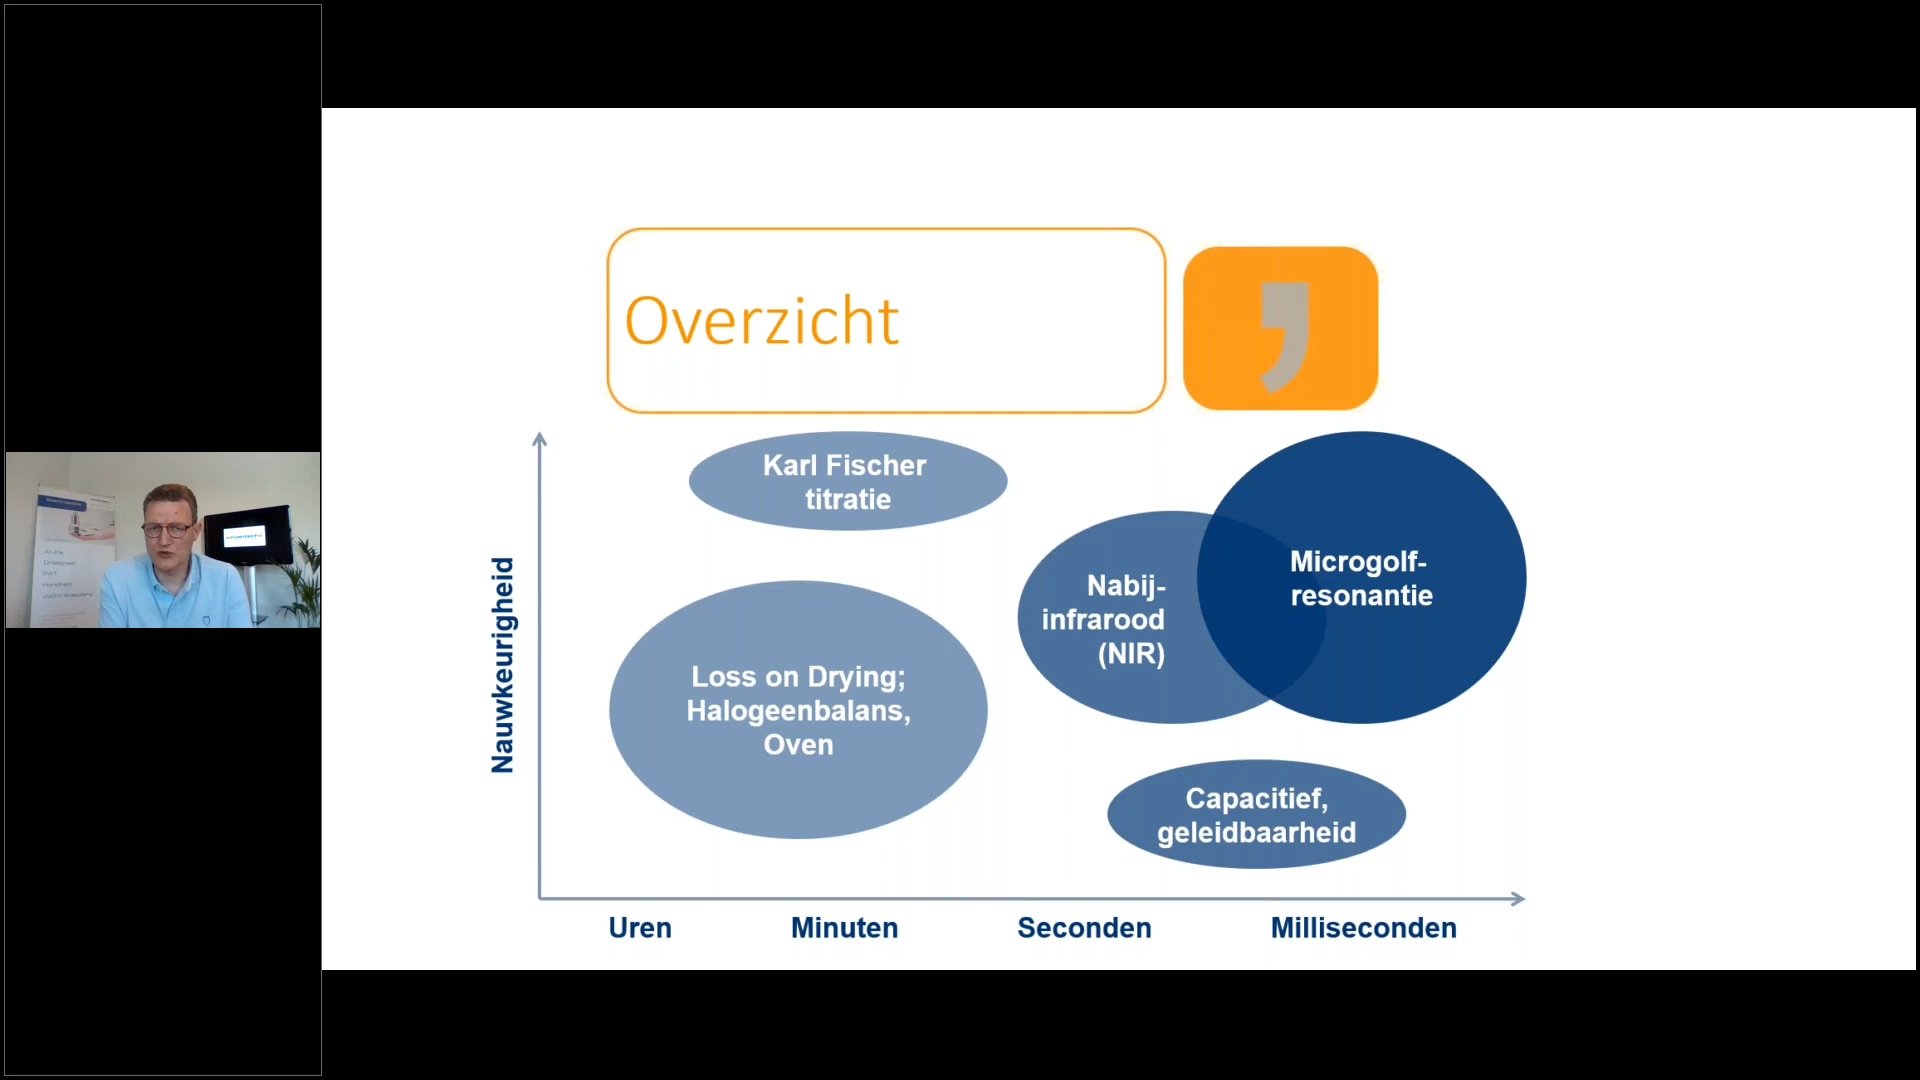 Overzicht
Karl Fischer
titratie
Nabij-
infrarood
(NIR)
Microgolf-
resonantie
Loss on Drying;
Halogeenbalans,
Oven
Capacitief,
geleidbaarheid
Nauwkeurigheid
Uren
Minuten
Seconden
Milliseconden